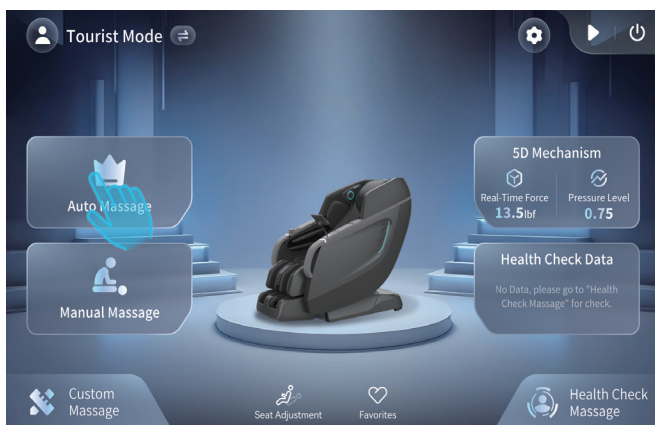 Tourist Mode
Auto Massage
Manual Massage
5D Mechanism
Real-Time Force
13.5lbf
Pressure Level
0.75
Health Check Data
No Data, please go to "Health
Check Massage" for check.
Custom
Massage
Seat Adjustment
Favorites
Health Check
Massage